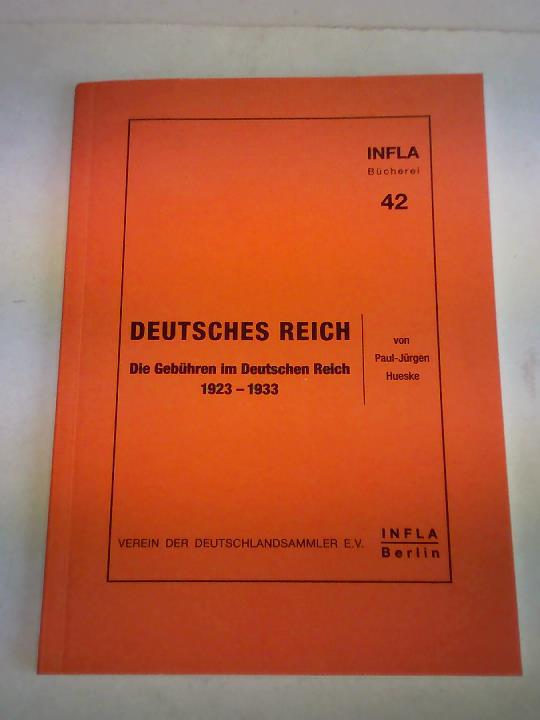 INFLA
Bücherei
42
DEUTSCHES REICH
Die Gebühren im Deutschen Reich
1923 – 1933
von
Paul-Jürgen
Hueske
VEREIN DER DEUTSCHLANDSAMMLER E.V.
INFLA
Berlin